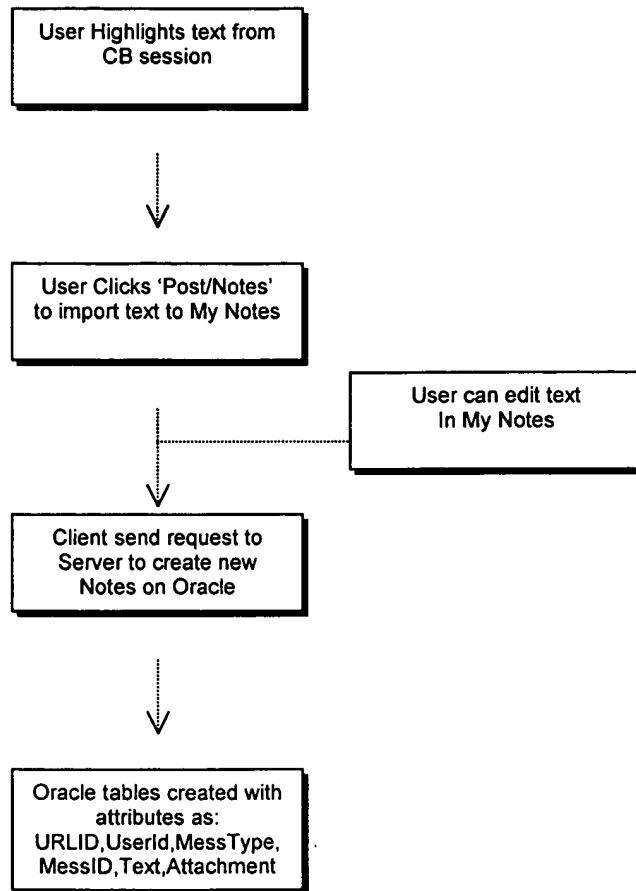 User Highlights text from
CB session
User Clicks ‘Post/Notes’
to import text to My Notes
User can edit text
In My Notes
Client send request to
Server to create new
Notes on Oracle
Oracle tables created with
attributes as:
URLID,UserId,MessType,
MessID,Text,Attachment